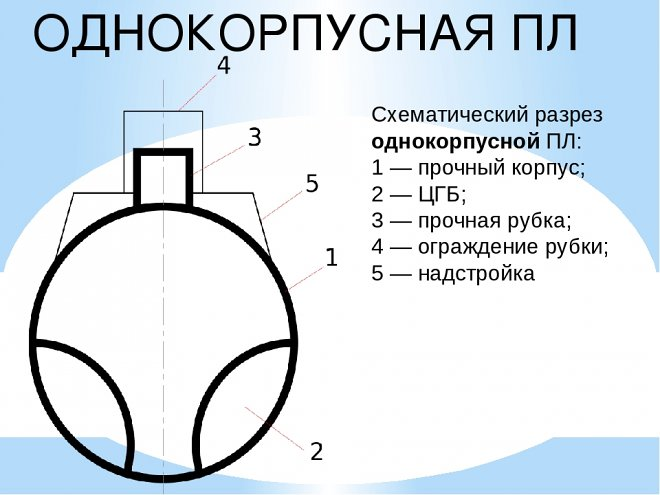 ОДНОКОРПУСНАЯ ПЛ
4
3
5
1
2
Схематический разрез
однокорпусной ПЛ:
1 — прочный корпус;
2 — ЦГБ;
3 — прочная рубка;
4 — ограждение рубки;
5 — надстройка